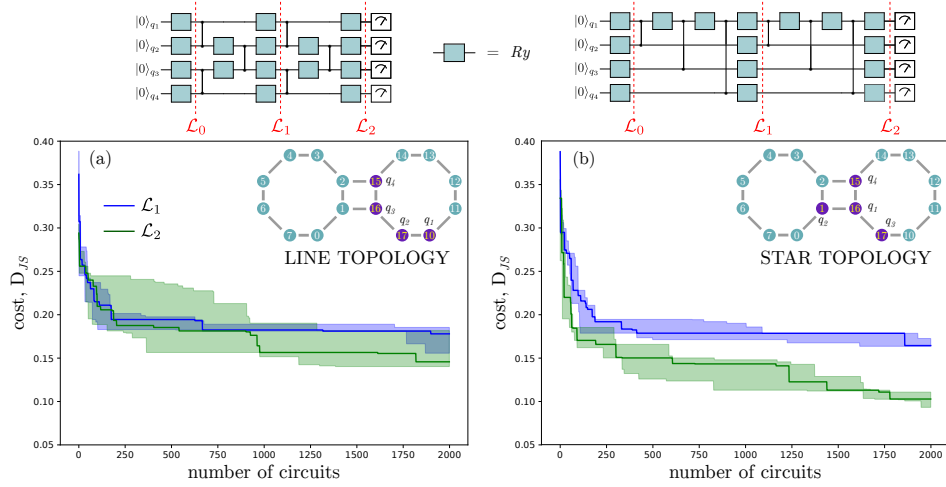 |0⟩q1
|0⟩q2
|0⟩q3
|0⟩q4
ℒ0 ℒ1 ℒ2
= Ry
|0⟩q1
|0⟩q2
|0⟩q3
|0⟩q4
ℒ0 ℒ1 ℒ2
(a)
cost, D_JS
0.40
0.35
0.30
0.25
0.20
0.15
0.10
0.05
ℒ1
ℒ2
4 3 14 13
5 2 15 q4 12
6 1 16 q3 11
q2 q1
7 0 17 10
LINE TOPOLOGY
0 250 500 750 1000 1250 1500 1750 2000
number of circuits
(b)
cost, D_JS
0.40
0.35
0.30
0.25
0.20
0.15
0.10
0.05
4 3 14 13
5 2 15 q4 12
6 1 16 q1 11
q2 q3
7 0 17 10
STAR TOPOLOGY
0 250 500 750 1000 1250 1500 1750 2000
number of circuits